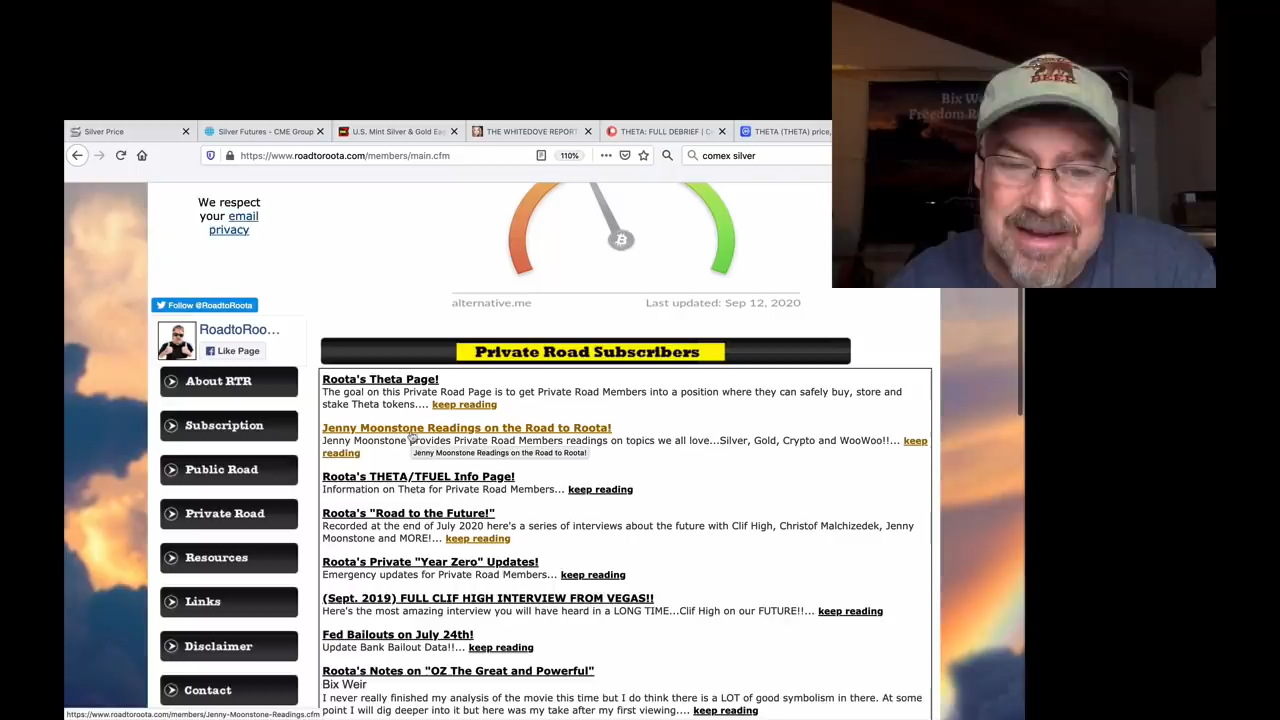 Silver Price
Silver Futures - CME Group
U.S. Mint Silver & Gold Ea
THE WHITEDOVE REPORT
THETA: FULL DEBRIEF | C
THETA (THETA) price,
https://www.roadtoroota.com/members/main.cfm
110%
comex silver
Bix We
Freedom R
BEER
We respect
your email
privacy
alternative.me
Last updated: Sep 12, 2020
Follow @RoadtoRoota
RoadtoRoo...
Like Page
Private Road Subscribers
About RTR
Subscription
Public Road
Private Road
Resources
Links
Disclaimer
Contact
Roota's Theta Page!
The goal on this Private Road Page is to get Private Road Members into a position where they can safely buy, store and
stake Theta tokens.... keep reading
Jenny Moonstone Readings on the Road to Roota!
Jenny Moonstone provides Private Road Members readings on topics we all love...Silver, Gold, Crypto and WooWoo!!... keep
reading
Jenny Moonstone Readings on the Road to Roota!
Roota's THETA/TFUEL Info Page!
Information on Theta for Private Road Members... keep reading
Roota's "Road to the Future!"
Recorded at the end of July 2020 here's a series of interviews about the future with Clif High, Christof Malchizedek, Jenny
Moonstone and MORE!... keep reading
Roota's Private "Year Zero" Updates!
Emergency updates for Private Road Members... keep reading
(Sept. 2019) FULL CLIF HIGH INTERVIEW FROM VEGAS!!
Here's the most amazing interview you will have heard in a LONG TIME...Clif High on our FUTURE!!... keep reading
Fed Bailouts on July 24th!
Update Bank Bailout Data!!... keep reading
Roota's Notes on "OZ The Great and Powerful"
Bix Weir
I never really finished my analysis of the movie this time but I do think there is a LOT of good symbolism in there. At some
point I will dig deeper into it but here was my take after my first viewing.... keep reading
https://www.roadtoroota.com/members/Jenny-Moonstone-Readings.cfm